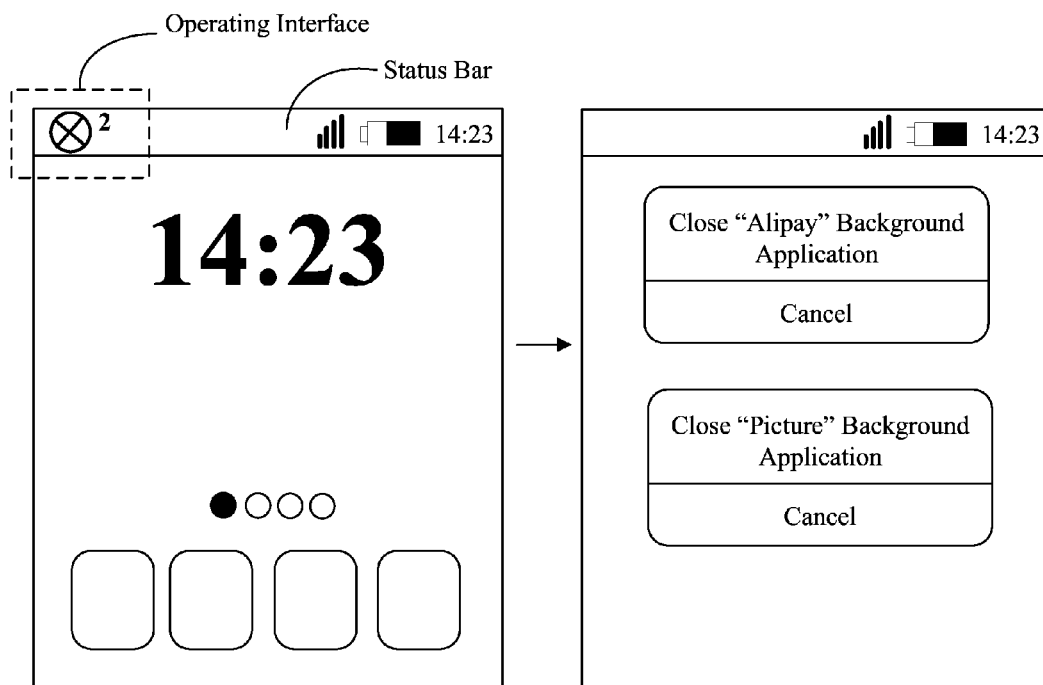 Operating Interface
Status Bar
2
14:23
14:23
14:23
Close “Alipay” Background
Application
Cancel
Close “Picture” Background
Application
Cancel